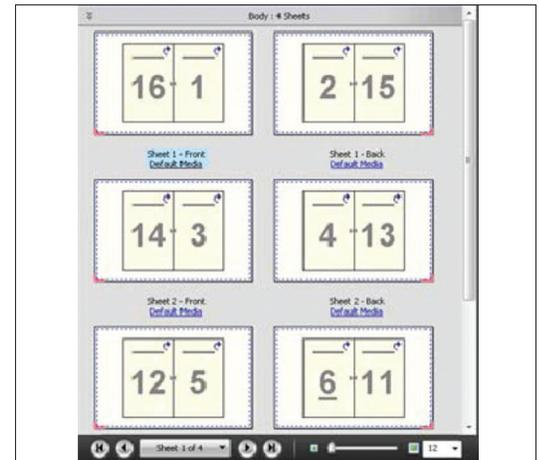 Body : 4 Sheets
16 1
2 15
Sheet 1 - Front
Default Media
Sheet 1 - Back
Default Media
14 3
4 13
Sheet 2 - Front
Default Media
Sheet 2 - Back
Default Media
12 5
6 11
Sheet 1 of 4
12